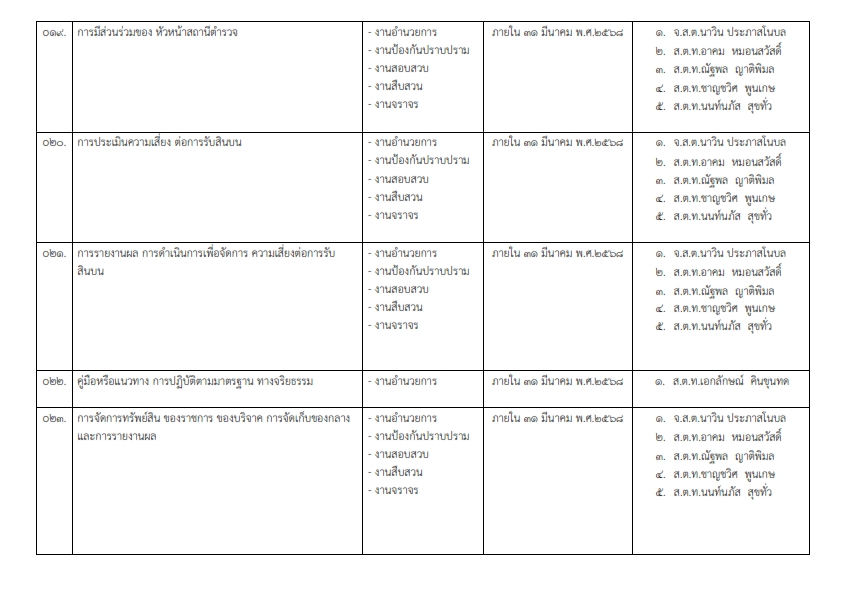 ๐๑๙. การมีส่วนร่วมของ หัวหน้าสถานีตำรวจ
- งานอำนวยการ
- งานป้องกันปราบปราม
- งานสอบสวบ
- งานสืบสวน
- งานจราจร
ภายใน ๓๑ มีนาคม พ.ศ.๒๕๖๘
๑. จ.ส.ต.นาวิน ประภาสโนบล
๒. ส.ต.ต.อาคม หมอนสวัสดิ์
๓. ส.ต.ท.ณัฐพล ญาติพิมล
๔. ส.ต.ท.ชาญชวิศ พูนเกษ
๕. ส.ต.ท.นนท์นภัส สุขทั่ว
๐๒๐. การประเมินความเสี่ยง ต่อการรับสินบน
- งานอำนวยการ
- งานป้องกันปราบปราม
- งานสอบสวบ
- งานสืบสวน
- งานจราจร
ภายใน ๓๑ มีนาคม พ.ศ.๒๕๖๘
๑. จ.ส.ต.นาวิน ประภาสโนบล
๒. ส.ต.ต.อาคม หมอนสวัสดิ์
๓. ส.ต.ท.ณัฐพล ญาติพิมล
๔. ส.ต.ท.ชาญชวิศ พูนเกษ
๕. ส.ต.ท.นนท์นภัส สุขทั่ว
๐๒๑. การรายงานผล การดำเนินการเพื่อจัดการ ความเสี่ยงต่อการรับ
สินบน
- งานอำนวยการ
- งานป้องกันปราบปราม
- งานสอบสวบ
- งานสืบสวน
- งานจราจร
ภายใน ๓๑ มีนาคม พ.ศ.๒๕๖๘
๑. จ.ส.ต.นาวิน ประภาสโนบล
๒. ส.ต.ต.อาคม หมอนสวัสดิ์
๓. ส.ต.ท.ณัฐพล ญาติพิมล
๔. ส.ต.ท.ชาญชวิศ พูนเกษ
๕. ส.ต.ท.นนท์นภัส สุขทั่ว
๐๒๒. คู่มือหรือแนวทาง การปฏิบัติตามมาตรฐาน ทางจริยธรรม
- งานอำนวยการ
ภายใน ๓๑ มีนาคม พ.ศ.๒๕๖๘
๑. ส.ต.ท.เอกลักษณ์ คินขุนทด
๐๒๓. การจัดการทรัพย์สิน ของราชการ ของบริจาค การจัดเก็บของกลาง
และการรายงานผล
- งานอำนวยการ
- งานป้องกันปราบปราม
- งานสอบสวบ
- งานสืบสวน
- งานจราจร
ภายใน ๓๑ มีนาคม พ.ศ.๒๕๖๘
๑. จ.ส.ต.นาวิน ประภาสโนบล
๒. ส.ต.ต.อาคม หมอนสวัสดิ์
๓. ส.ต.ท.ณัฐพล ญาติพิมล
๔. ส.ต.ท.ชาญชวิศ พูนเกษ
๕. ส.ต.ท.นนท์นภัส สุขทั่ว